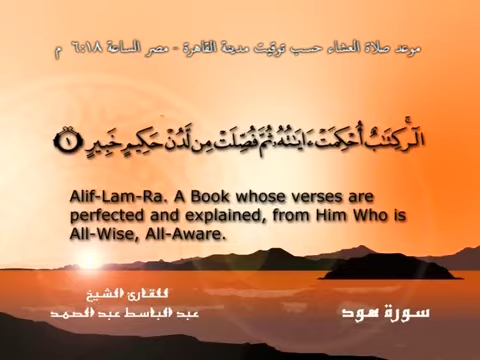 موعد صلاة العشاء حسب توقيت مدينة القاهرة - مصر الساعة ٦:١٨ م
الٓر ۚ كِتَٰبٌ أُحْكِمَتْ ءَايَٰتُهُۥ ثُمَّ فُصِّلَتْ مِن لَّدُنْ حَكِيمٍ خَبِيرٍ ﴿١﴾
Alif-Lam-Ra. A Book whose verses are
perfected and explained, from Him Who is
All-Wise, All-Aware.
القارئ الشيخ
عبد الباسط عبد الصمد
سورة هود